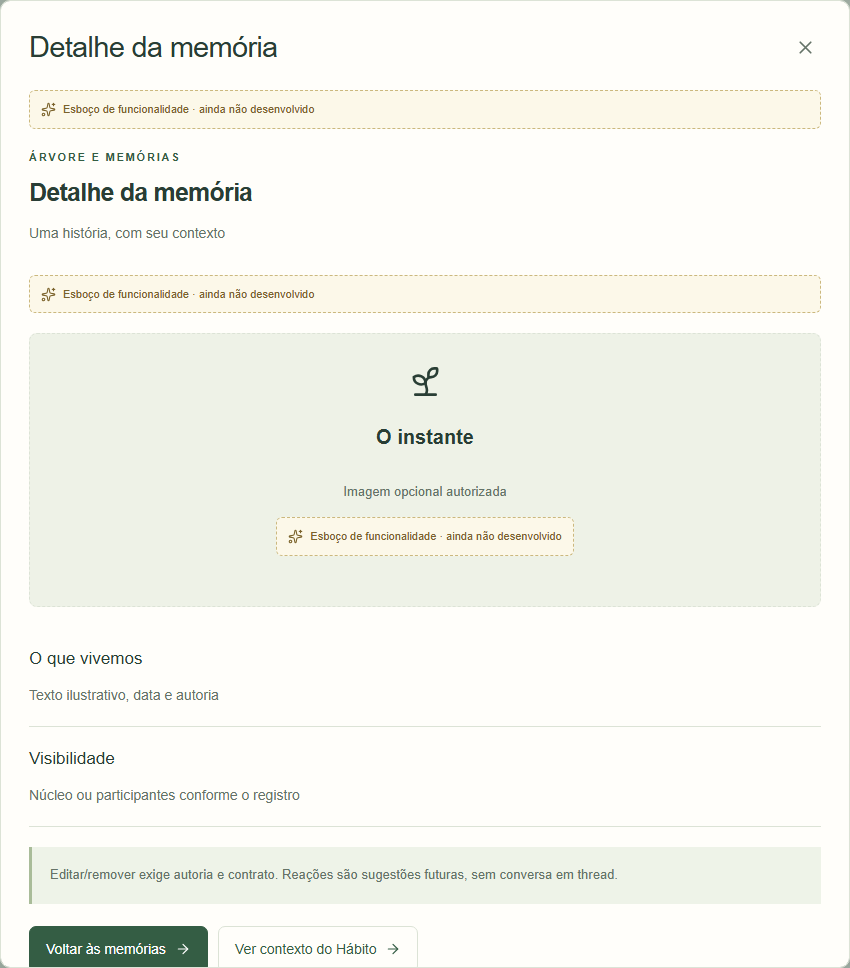 Detalhe da memória
Esboço de funcionalidade · ainda não desenvolvido
ÁRVORE E MEMÓRIAS
Detalhe da memória
Uma história, com seu contexto
Esboço de funcionalidade · ainda não desenvolvido
O instante
Imagem opcional autorizada
Esboço de funcionalidade · ainda não desenvolvido
O que vivemos
Texto ilustrativo, data e autoria
Visibilidade
Núcleo ou participantes conforme o registro
Editar/remover exige autoria e contrato. Reações são sugestões futuras, sem conversa em thread.
Voltar às memórias
Ver contexto do Hábito